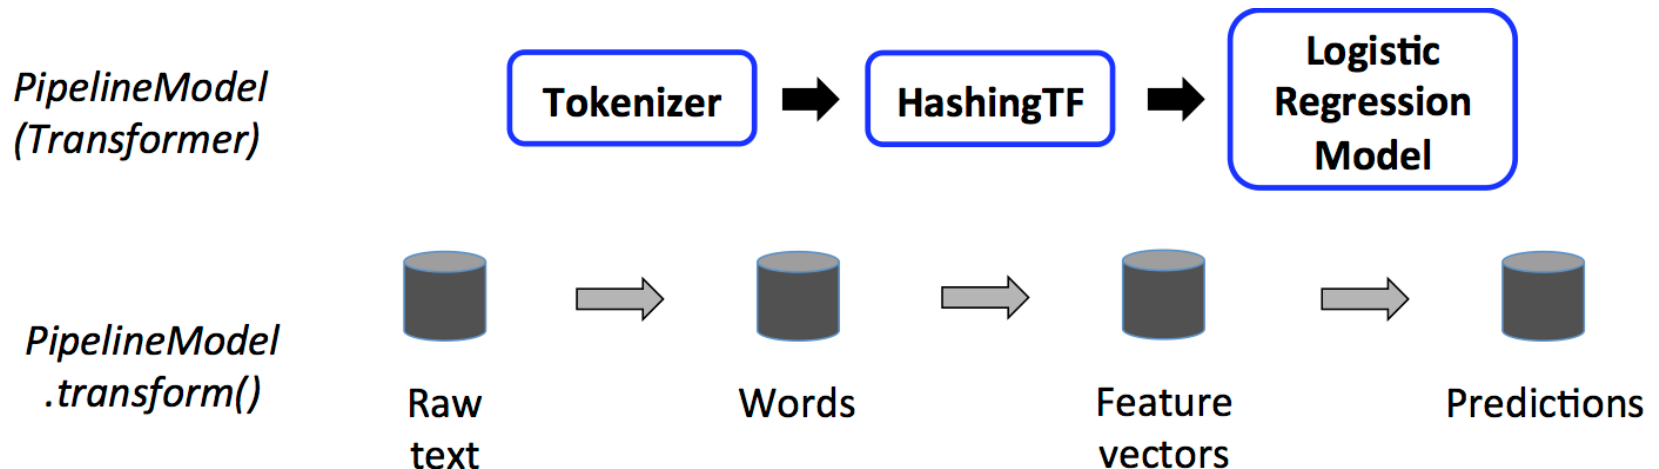 PipelineModel
(Transformer)
Tokenizer
HashingTF
Logistic
Regression
Model
PipelineModel
.transform()
Raw
text
Words
Feature
vectors
Predictions